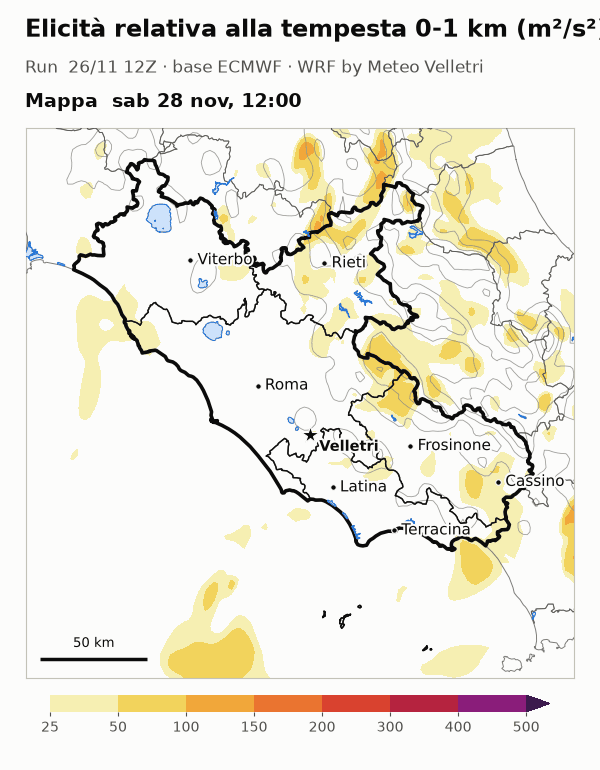 Elicità relativa alla tempesta 0-1 km (m²/s²)
Run 26/11 12Z · base ECMWF · WRF by Meteo Velletri
Mappa sab 28 nov, 12:00
Viterbo
Rieti
Roma
Velletri
Frosinone
Cassino
Latina
Terracina
50 km
25 50 100 150 200 300 400 500